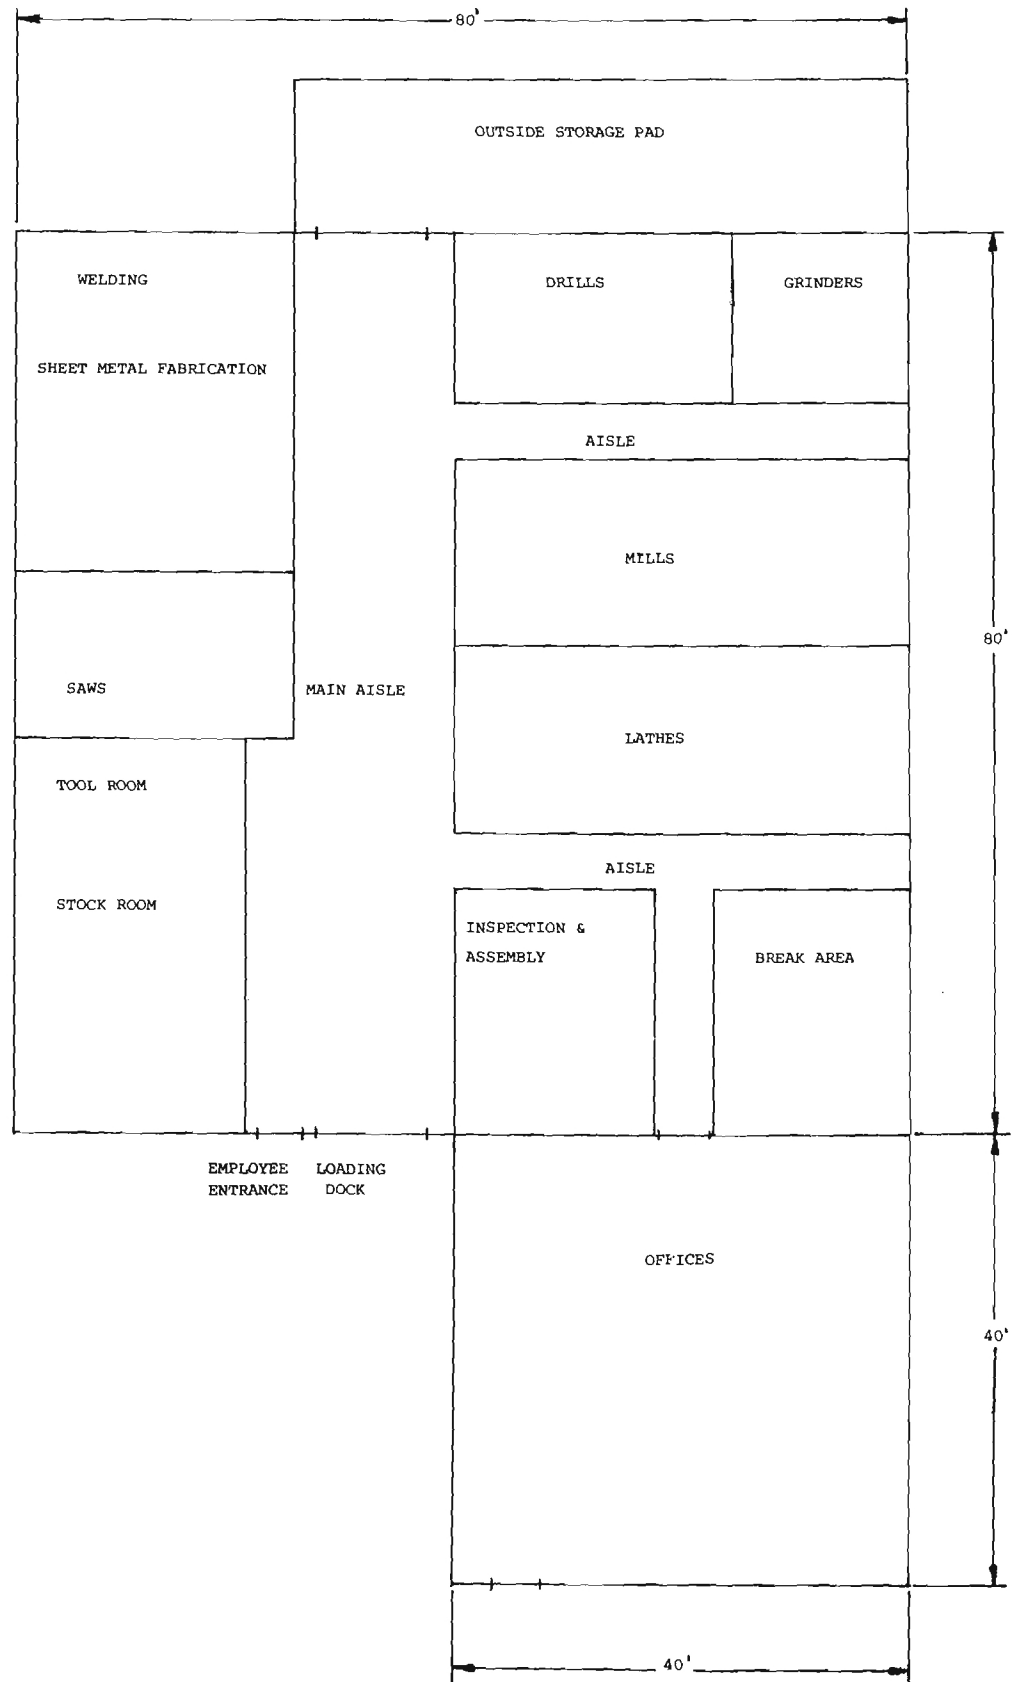 80'
OUTSIDE STORAGE PAD
WELDING
DRILLS
GRINDERS
SHEET METAL FABRICATION
AISLE
MILLS
80'
SAWS
MAIN AISLE
LATHES
TOOL ROOM
AISLE
STOCK ROOM
INSPECTION &
ASSEMBLY
BREAK AREA
EMPLOYEE
ENTRANCE
LOADING
DOCK
OFFICES
40'
40'